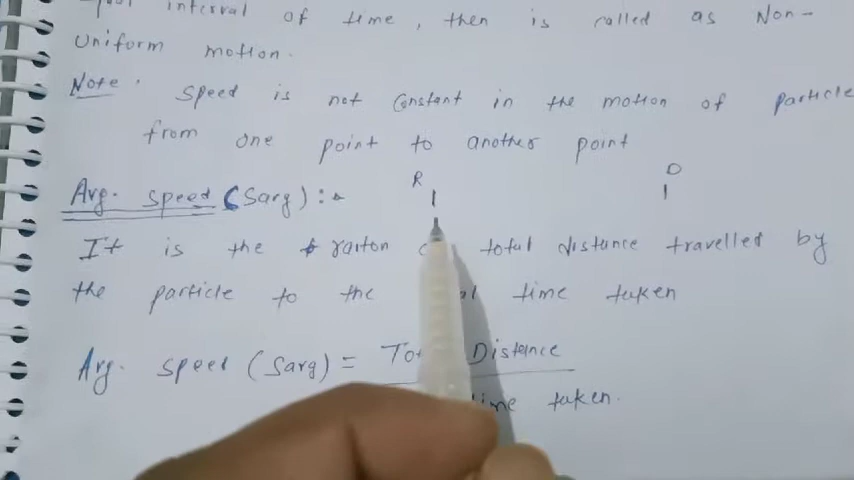 interval of time, then is called as Non-
Uniform motion.
Note. Speed is not Constant in the motion of particle
from one point to another point
R D
Avg. Speed (Savg) :-
It is the raiton total distance travelled by
the particle to the time taken
Avg. Speed (Savg) = Distance
taken.